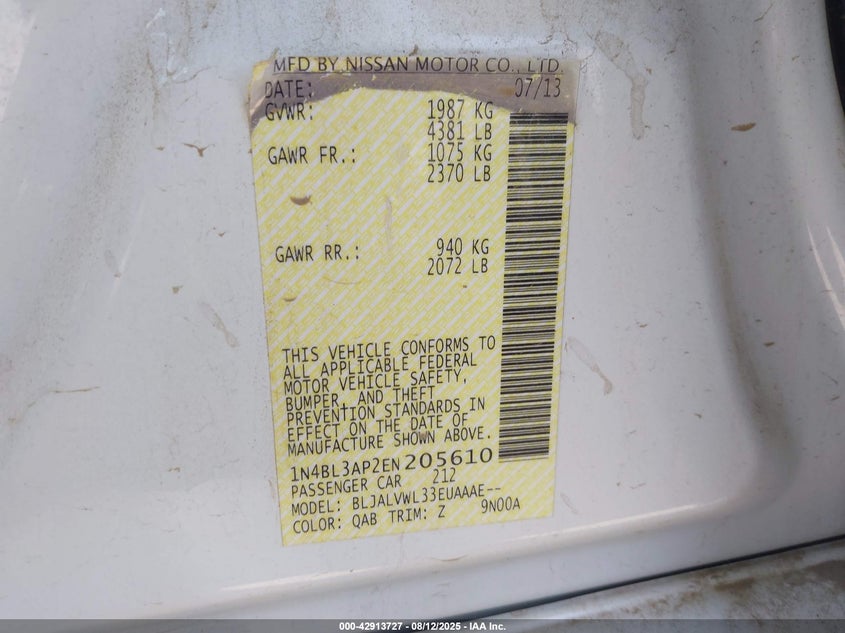 MFD BY NISSAN MOTOR CO., LTD.
DATE: 07/13
GVWR: 1987 KG
4381 LB
GAWR FR.: 1075 KG
2370 LB
GAWR RR.: 940 KG
2072 LB
THIS VEHICLE CONFORMS TO
ALL APPLICABLE FEDERAL
MOTOR VEHICLE SAFETY,
BUMPER, AND THEFT
PREVENTION STANDARDS IN
EFFECT ON THE DATE OF
MANUFACTURE SHOWN ABOVE.
1N4BL3AP2EN205610
PASSENGER CAR 212
MODEL: BLJALVWL33EUAAAE--
COLOR: QAB TRIM: Z 9N00A
000-42913727 - 08/12/2025 - IAA Inc.